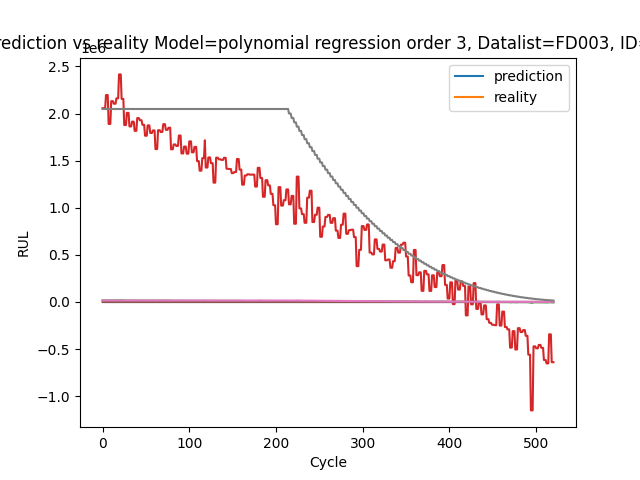 rediction vs reality Model=polynomial regression order 3, Datalist=FD003, ID=
1e6
2.5
2.0
1.5
1.0
0.5
0.0
−0.5
−1.0
RUL
0 100 200 300 400 500
Cycle
prediction
reality